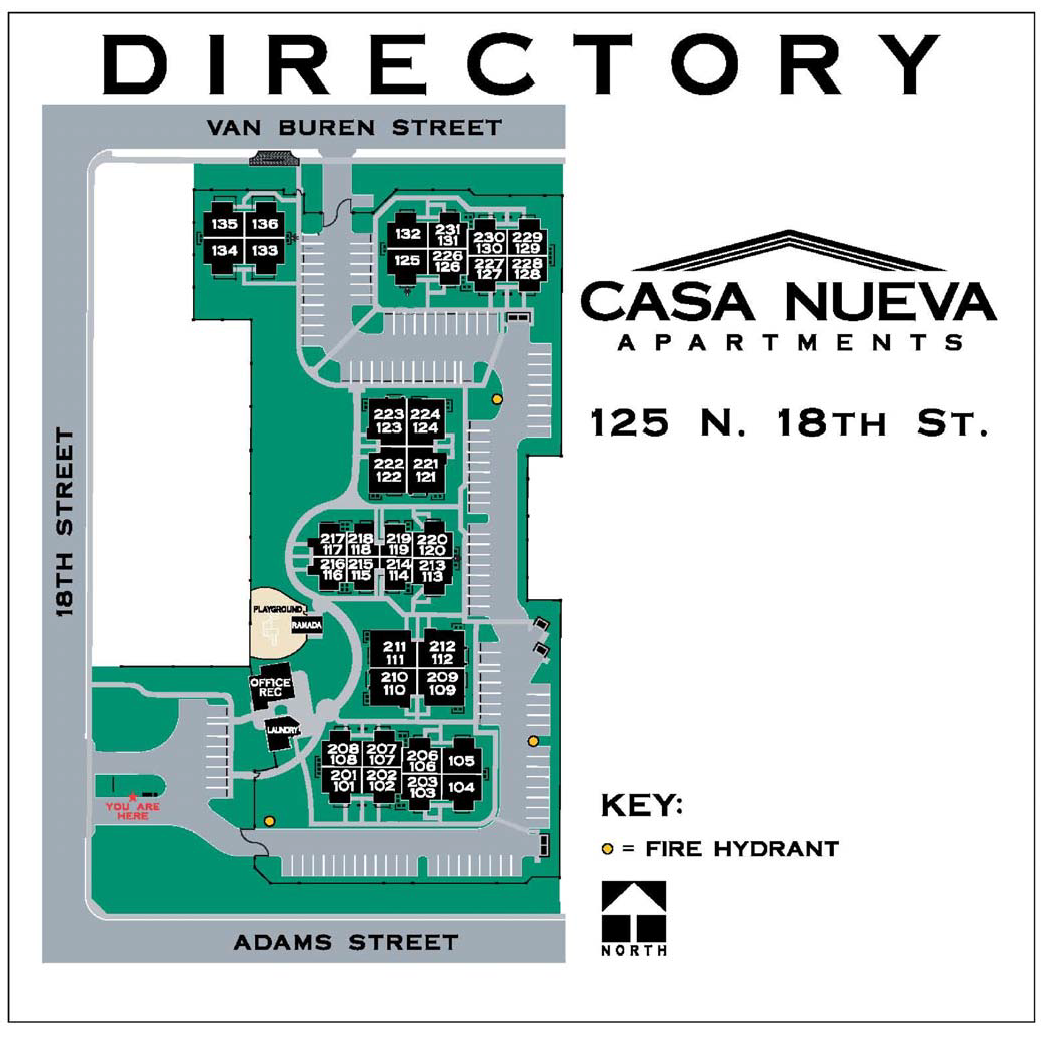 DIRECTORY
VAN BUREN STREET
135 136
134 133
132 231 131 230 130 229 129
125 226 126 227 127 228 128
CASA NUEVA
APARTMENTS
125 N. 18TH ST.
18TH STREET
223 224
123 124
222 221
122 121
217 218 219 220
117 118 119 120
216 215 214 213
116 115 114 113
PLAYGROUND
RAMADA
211 212
111 112
210 209
110 109
OFFICE
REC
LAUNDRY
208 207 206 105
108 107 106
201 202 203 104
101 102 103
YOU ARE
HERE
KEY:
= FIRE HYDRANT
NORTH
ADAMS STREET